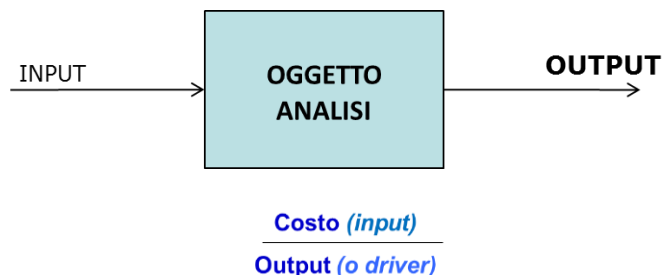 INPUT
OGGETTO
ANALISI
OUTPUT
Costo (input)
Output (o driver)